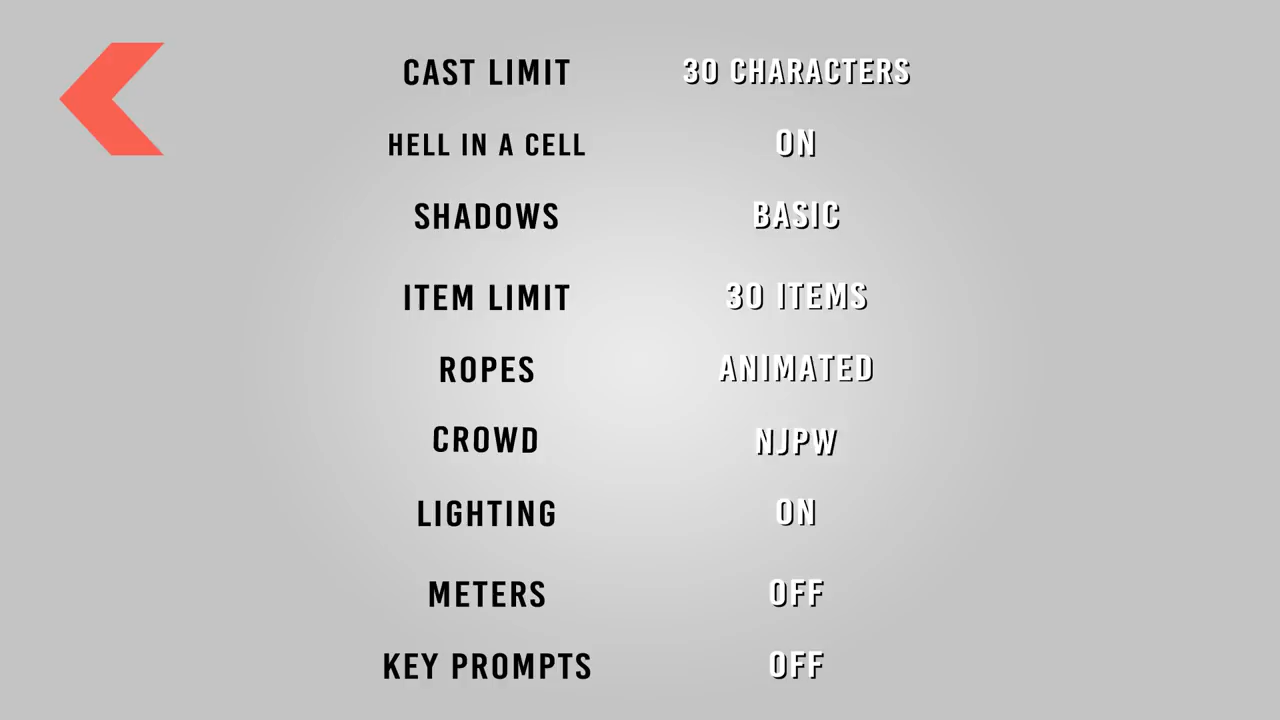 CAST LIMIT 30 CHARACTERS
HELL IN A CELL ON
SHADOWS BASIC
ITEM LIMIT 30 ITEMS
ROPES ANIMATED
CROWD NJPW
LIGHTING ON
METERS OFF
KEY PROMPTS OFF